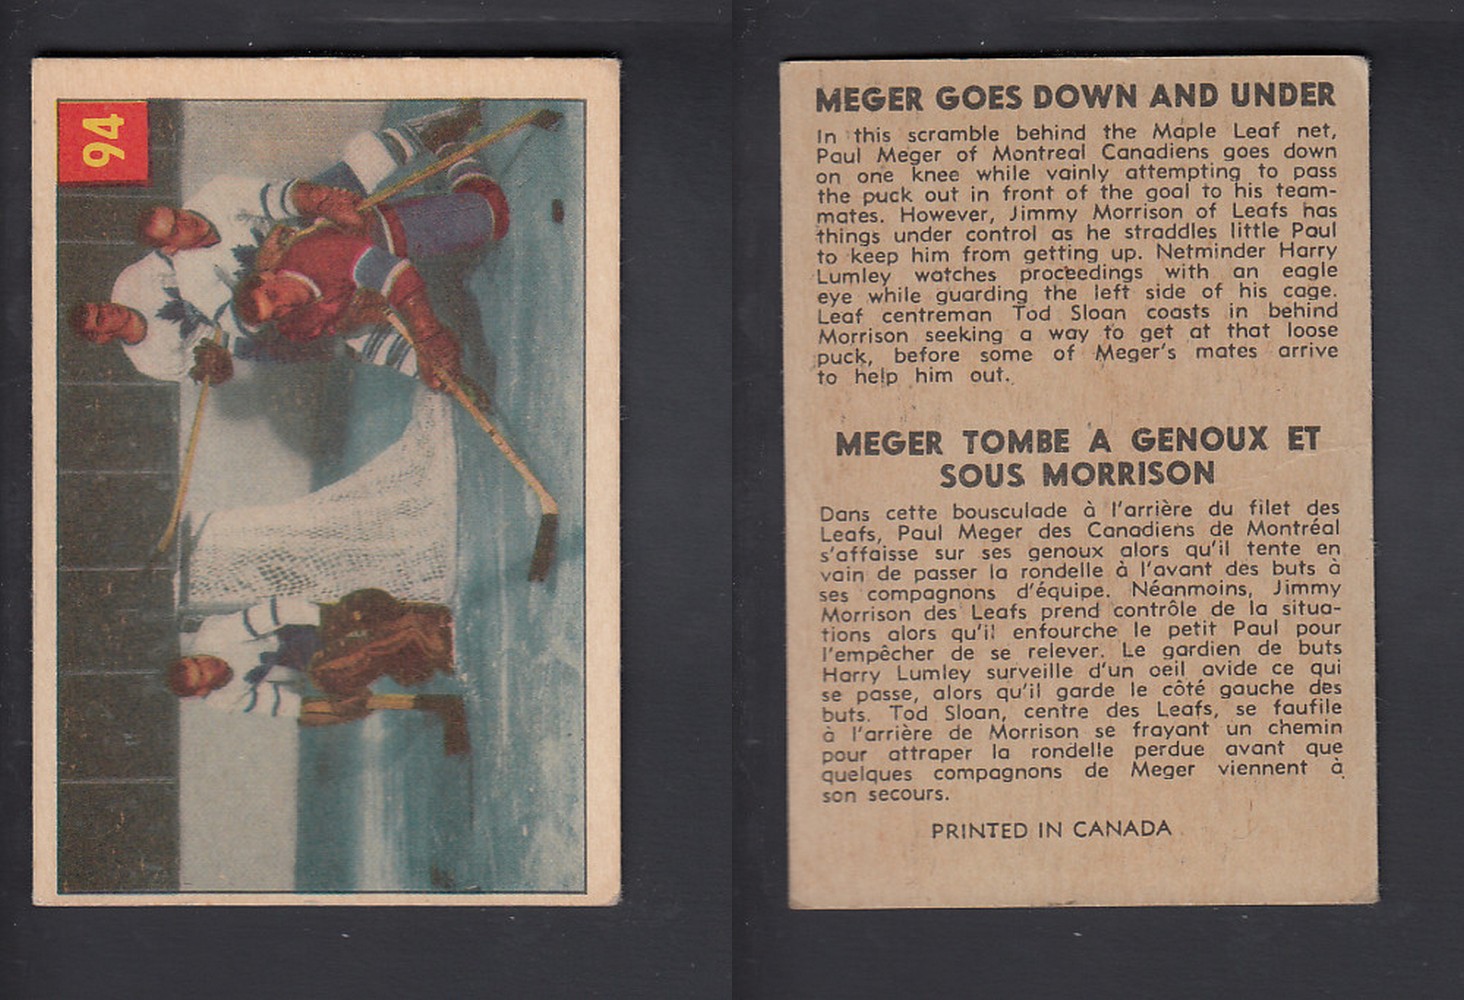 94
MEGER GOES DOWN AND UNDER
In this scramble behind the Maple Leaf net,
Paul Meger of Montreal Canadiens goes down
on one knee while vainly attempting to pass
the puck out in front of the goal to his team-
mates. However, Jimmy Morrison of Leafs has
things under control as he straddles little Paul
to keep him from getting up. Netminder Harry
Lumley watches proceedings with an eagle
eye while guarding the left side of his cage.
Leaf centreman Tod Sloan coasts in behind
Morrison seeking a way to get at that loose
puck, before some of Meger's mates arrive
to help him out.
MEGER TOMBE A GENOUX ET
SOUS MORRISON
Dans cette bousculade à l'arrière du filet des
Leafs, Paul Meger des Canadiens de Montréal
s'affaisse sur ses genoux alors qu'il tente en
vain de passer la rondelle à l'avant des buts à
ses compagnons d'équipe. Néanmoins, Jimmy
Morrison des Leafs prend contrôle de la situa-
tions alors qu'il enfourche le petit Paul pour
l'empêcher de se relever. Le gardien de buts
Harry Lumley surveille d'un oeil avide ce qui
se passe, alors qu'il garde le côté gauche des
buts. Tod Sloan, centre des Leafs, se faufile
à l'arrière de Morrison se frayant un chemin
pour attraper la rondelle perdue avant que
quelques compagnons de Meger viennent à
son secours.
PRINTED IN CANADA